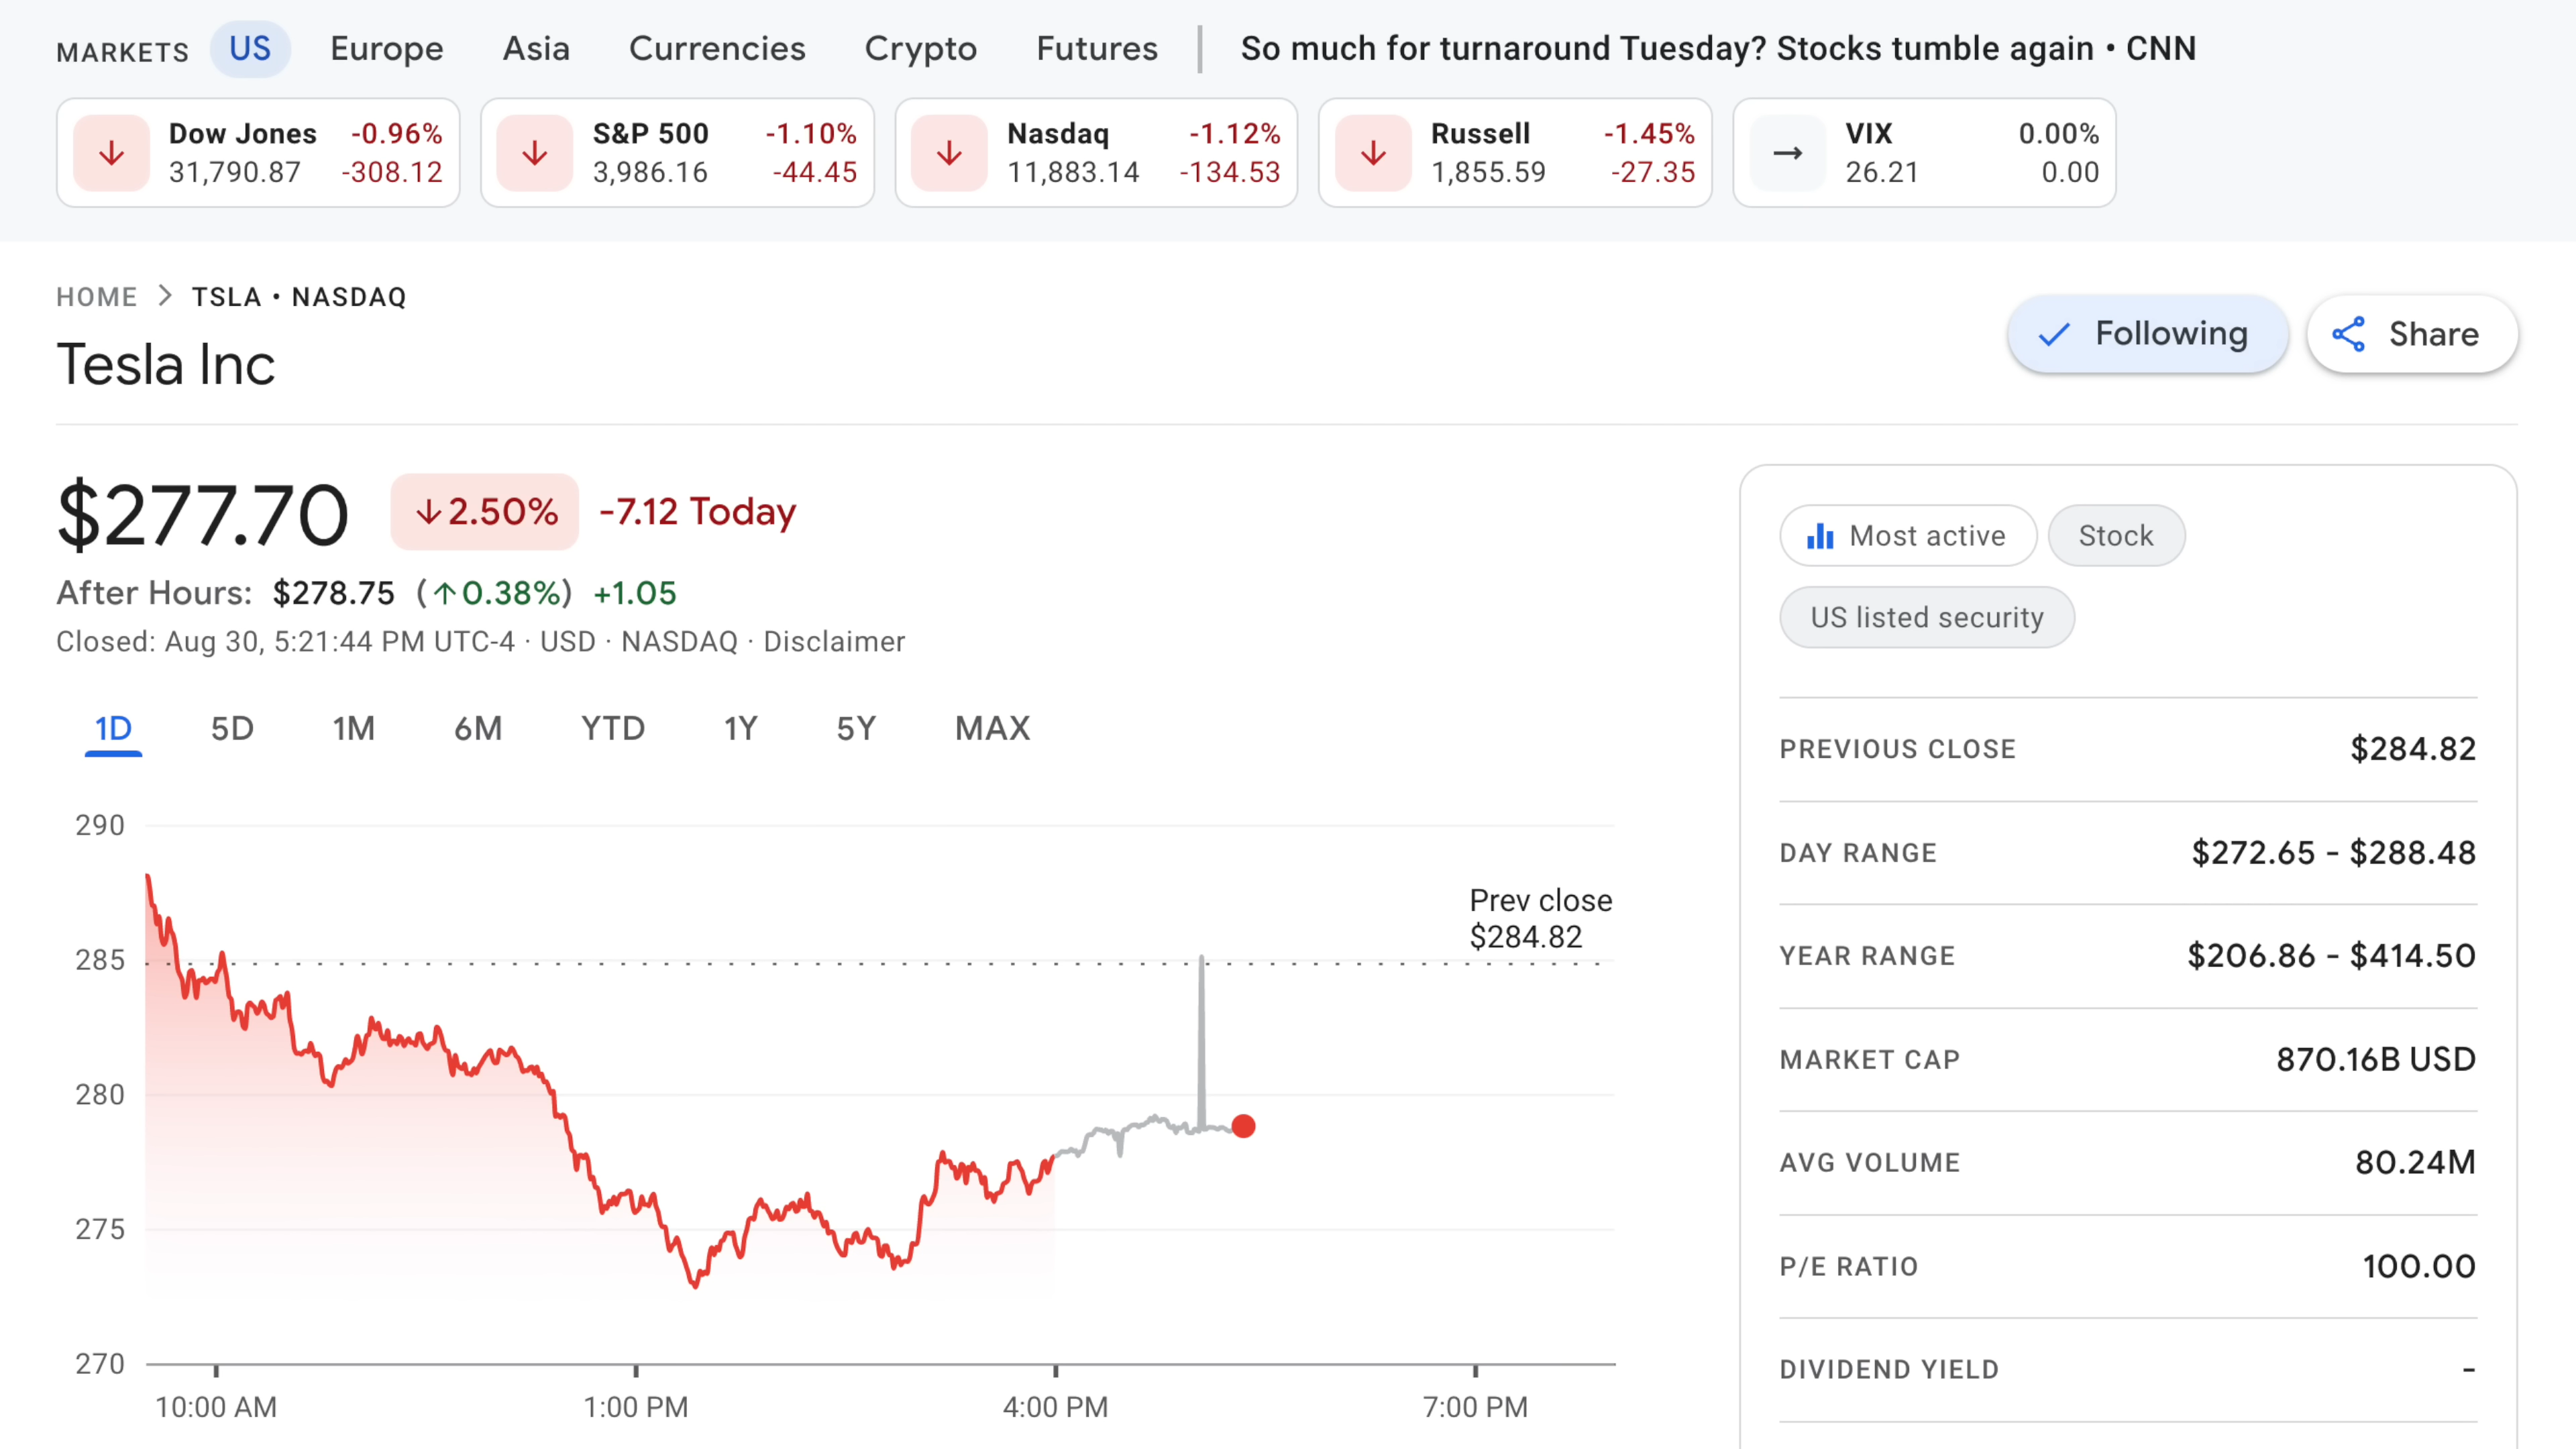 MARKETS US Europe Asia Currencies Crypto Futures So much for turnaround Tuesday? Stocks tumble again • CNN
Dow Jones -0.96%
31,790.87 -308.12
S&P 500 -1.10%
3,986.16 -44.45
Nasdaq -1.12%
11,883.14 -134.53
Russell -1.45%
1,855.59 -27.35
VIX 0.00%
26.21 0.00
HOME > TSLA • NASDAQ
Tesla Inc
Following
Share
$277.70 ↓2.50% -7.12 Today
After Hours: $278.75 (↑0.38%) +1.05
Closed: Aug 30, 5:21:44 PM UTC-4 · USD · NASDAQ · Disclaimer
1D 5D 1M 6M YTD 1Y 5Y MAX
290
285
280
275
270
Prev close
$284.82
10:00 AM 1:00 PM 4:00 PM 7:00 PM
Most active Stock
US listed security
PREVIOUS CLOSE $284.82
DAY RANGE $272.65 - $288.48
YEAR RANGE $206.86 - $414.50
MARKET CAP 870.16B USD
AVG VOLUME 80.24M
P/E RATIO 100.00
DIVIDEND YIELD -